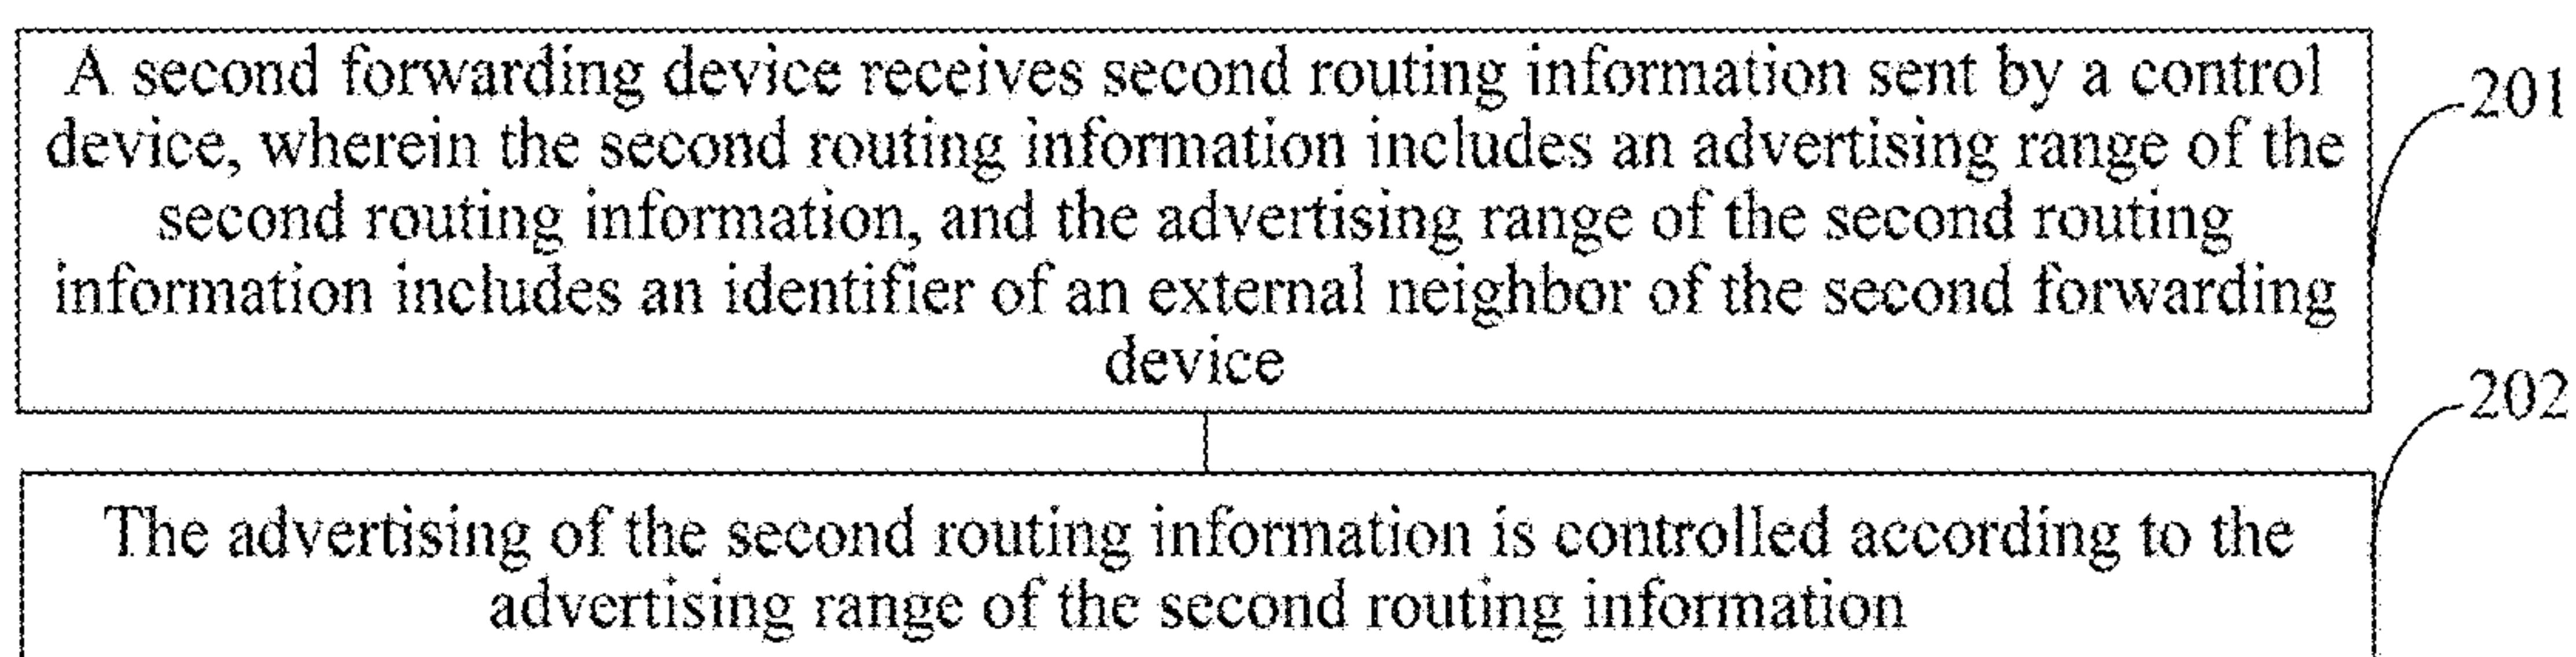 A second forwarding device receives second routing information sent by a control
device, wherein the second routing information includes an advertising range of the
second routing information, and the advertising range of the second routing
information includes an identifier of an external neighbor of the second forwarding
device
201
202
The advertising of the second routing information is controlled according to the
advertising range of the second routing information